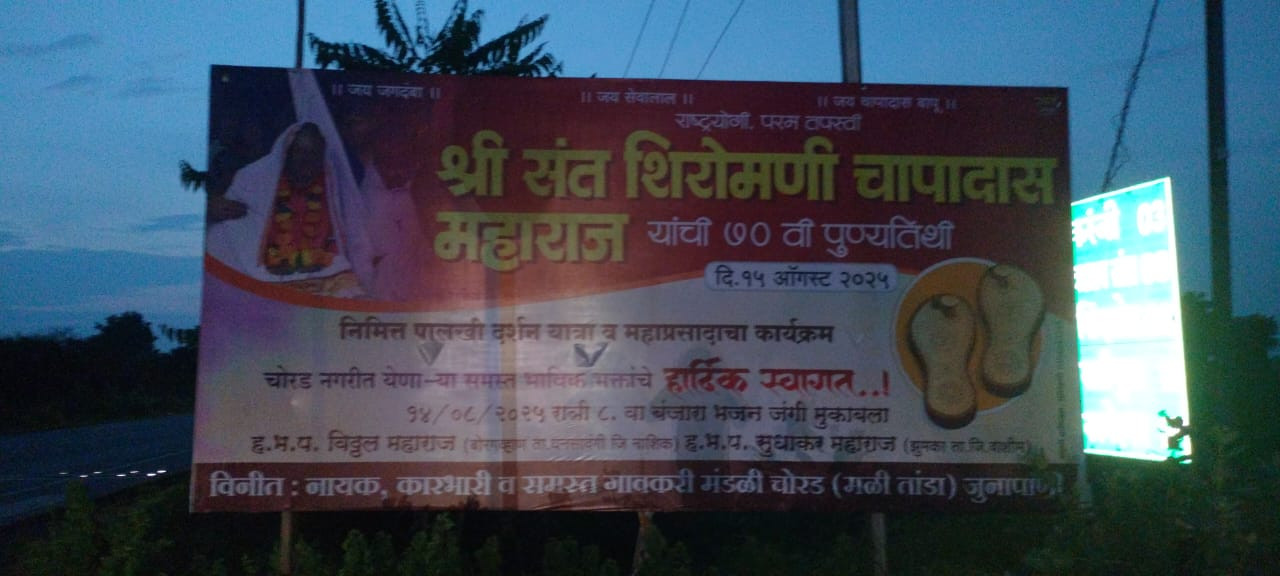 || जय जगदंबा || || जय सेवालाल || || जय चापादास बापू ||
राष्ट्रयोगी, परम तपस्वी
श्री संत शिरोमणी चापादास
महाराज यांची ७० वी पुण्यतिथी
दि.१५ ऑगस्ट २०२५
निमित्त पालखी दर्शन यात्रा व महाप्रसादाचा कार्यक्रम
चोरड नगरीत येणा-या समस्त भाविक भक्तांचे हार्दिक स्वागत..!
१४/०८/२०२५ रात्री ८. वा बंजारा भजन जंगी मुकाबला
ह.भ.प. विठ्ठल महाराज ता. जि नाशिक) ह.भ.प. सुधाकर महाराज (झुमका ता.जि.वाशीम)
विनीत : नायक, कारभारी व समस्त गावकरी मंडळी चोरड (मळी तांडा) जुनापाणी